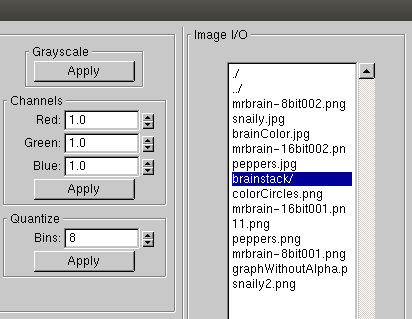 Grayscale
Apply
Channels
Red: 1.0
Green: 1.0
Blue: 1.0
Apply
Quantize
Bins: 8
Apply
Image I/O
./
../
mrbrain-8bit002.png
snaily.jpg
brainColor.jpg
mrbrain-16bit002.pn
peppers.jpg
brainstack/
colorCircles.png
mrbrain-16bit001.pn
11.png
peppers.png
mrbrain-8bit001.png
graphWithoutAlpha.p
snaily2.png